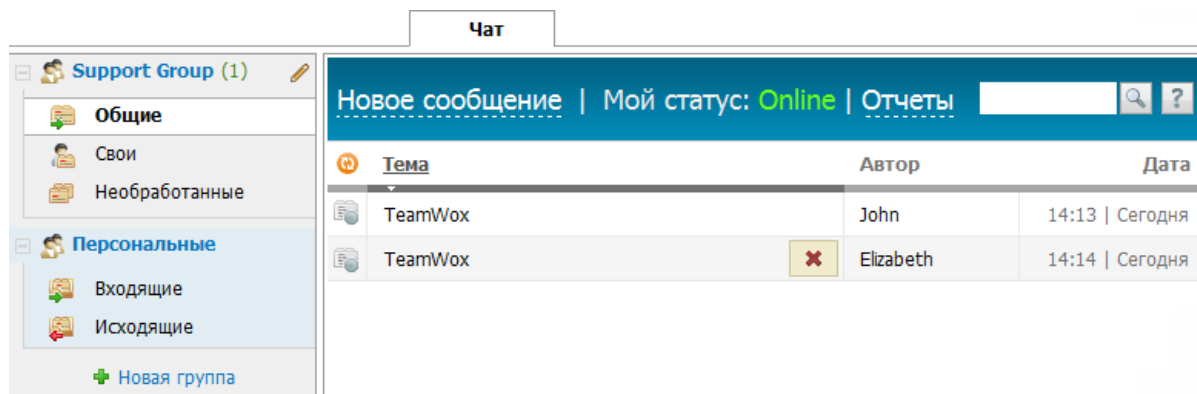 Чат
Support Group (1)
Общие
Свои
Необработанные
Персональные
Входящие
Исходящие
Новая группа
Новое сообщение | Мой статус: Online | Отчеты
?
Тема Автор Дата
TeamWox John 14:13 | Сегодня
TeamWox Elizabeth 14:14 | Сегодня